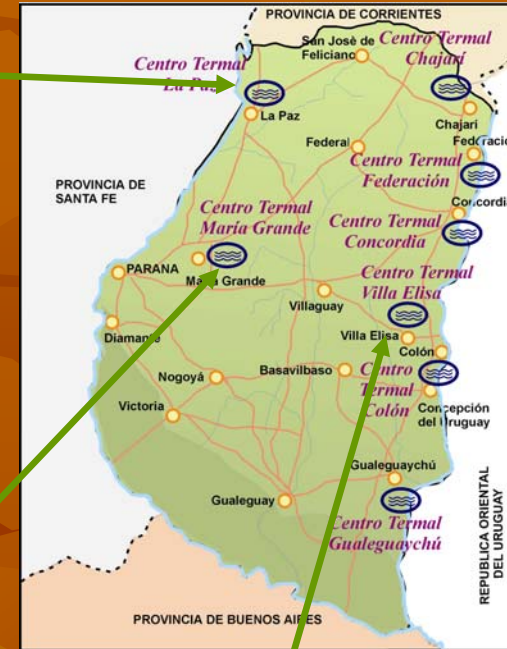 PROVINCIA DE CORRIENTES
San Josè de
Feliciano
Centro Termal
Chajarí
Centro Termal
La Paz
La Paz
Chajarí
Federal
Centro Termal
Federación
PROVINCIA DE
SANTA FE
Centro Termal
María Grande
Centro Termal
Concordia
PARANA
María Grande
Centro Termal
Villa Elisa
Villaguay
Diamante
Villa Elisa
Colón
Nogoyá
Basavilbaso
Centro
Termal
Colón
Victoria
Concepción
del Uruguay
Gualeguaychú
Gualeguay
Centro Termal
Gualeguaychú
REPUBLICA ORIENTAL
DEL URUGUAY
PROVINCIA DE BUENOS AIRES